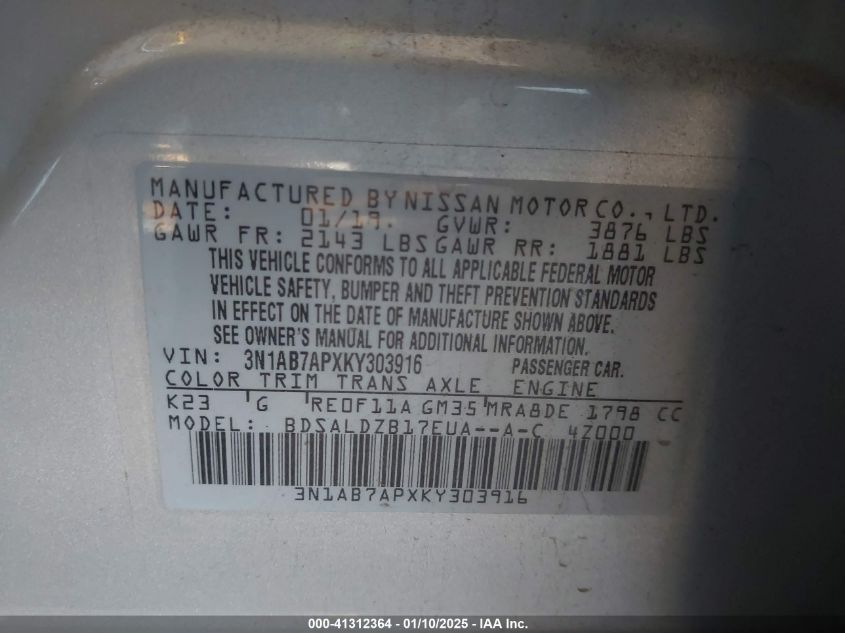 MANUFACTURED BY NISSAN MOTOR CO., LTD.
DATE: 01/19. GVWR: 3876 LBS
GAWR FR: 2143 LBS GAWR RR: 1881 LBS
THIS VEHICLE CONFORMS TO ALL APPLICABLE FEDERAL MOTOR
VEHICLE SAFETY, BUMPER AND THEFT PREVENTION STANDARDS
IN EFFECT ON THE DATE OF MANUFACTURE SHOWN ABOVE.
SEE OWNER'S MANUAL FOR ADDITIONAL INFORMATION.
VIN: 3N1AB7APXKY303916 PASSENGER CAR.
COLOR TRIM TRANS AXLE ENGINE
K23 G RE0F11A GM35 MRA8DE 1798 CC
MODEL: BDSALDZB17EUA--A-C 4Z000
3N1AB7APXKY303916
000-41312364 - 01/10/2025 - IAA Inc.